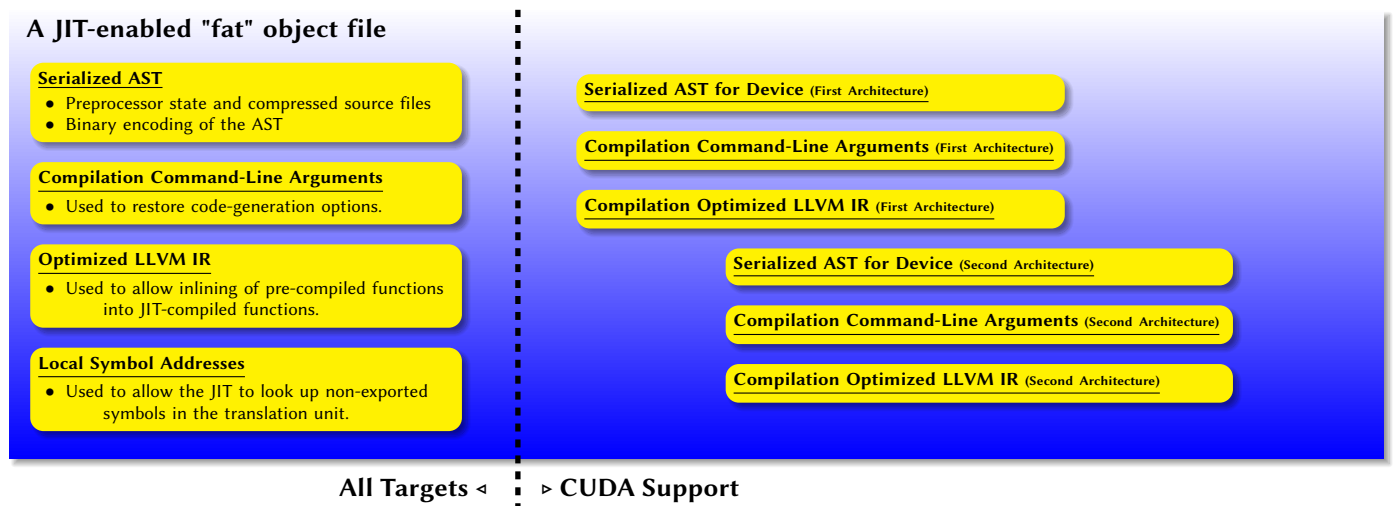 A JIT-enabled "fat" object file
Serialized AST
• Preprocessor state and compressed source files
• Binary encoding of the AST
Compilation Command-Line Arguments
• Used to restore code-generation options.
Optimized LLVM IR
• Used to allow inlining of pre-compiled functions
into JIT-compiled functions.
Local Symbol Addresses
• Used to allow the JIT to look up non-exported
symbols in the translation unit.
Serialized AST for Device (First Architecture)
Compilation Command-Line Arguments (First Architecture)
Compilation Optimized LLVM IR (First Architecture)
Serialized AST for Device (Second Architecture)
Compilation Command-Line Arguments (Second Architecture)
Compilation Optimized LLVM IR (Second Architecture)
All Targets ◃
▹ CUDA Support